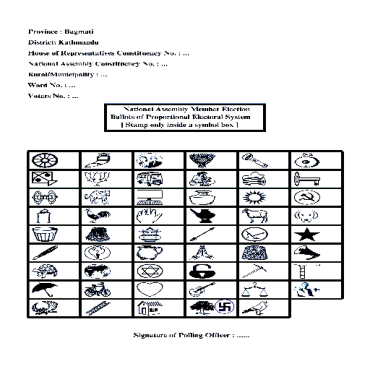 Province : Bagmati
District: Kathmandu
House of Representatives Constituency No. : ...
National Assembly Constituency No. : ...
Rural/Municipality : ...
Word No. : ...
Voters No. : ...
National Assembly Member Election
Ballots of Proportional Electoral System
[ Stamp only inside a symbol box ]
Signature of Polling Officer : ......